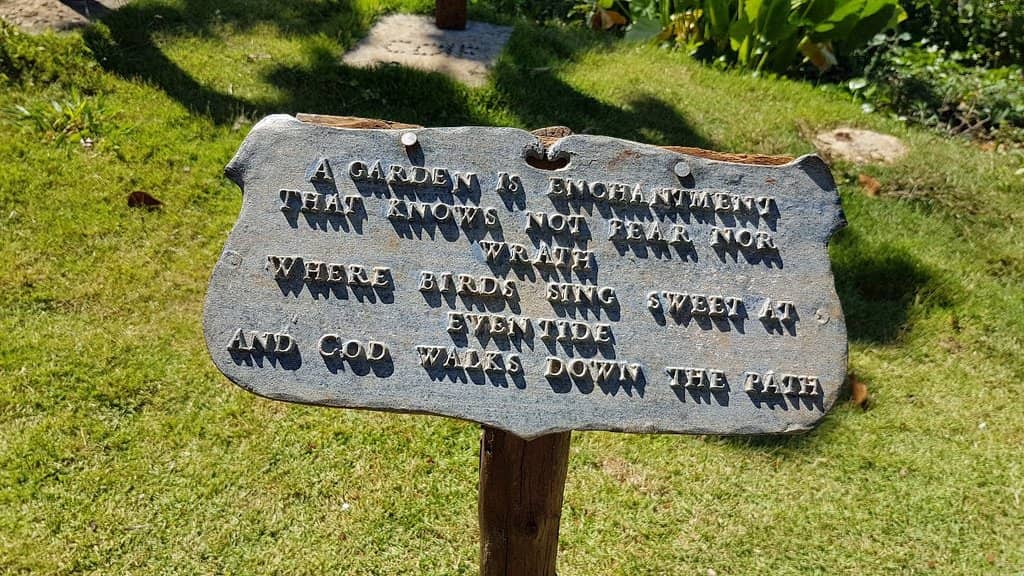 A GARDEN IS ENCHANTMENT
THAT KNOWS NOT FEAR NOR
WRATH
WHERE BIRDS SING SWEET AT
EVENTIDE
AND GOD WALKS DOWN THE PATH